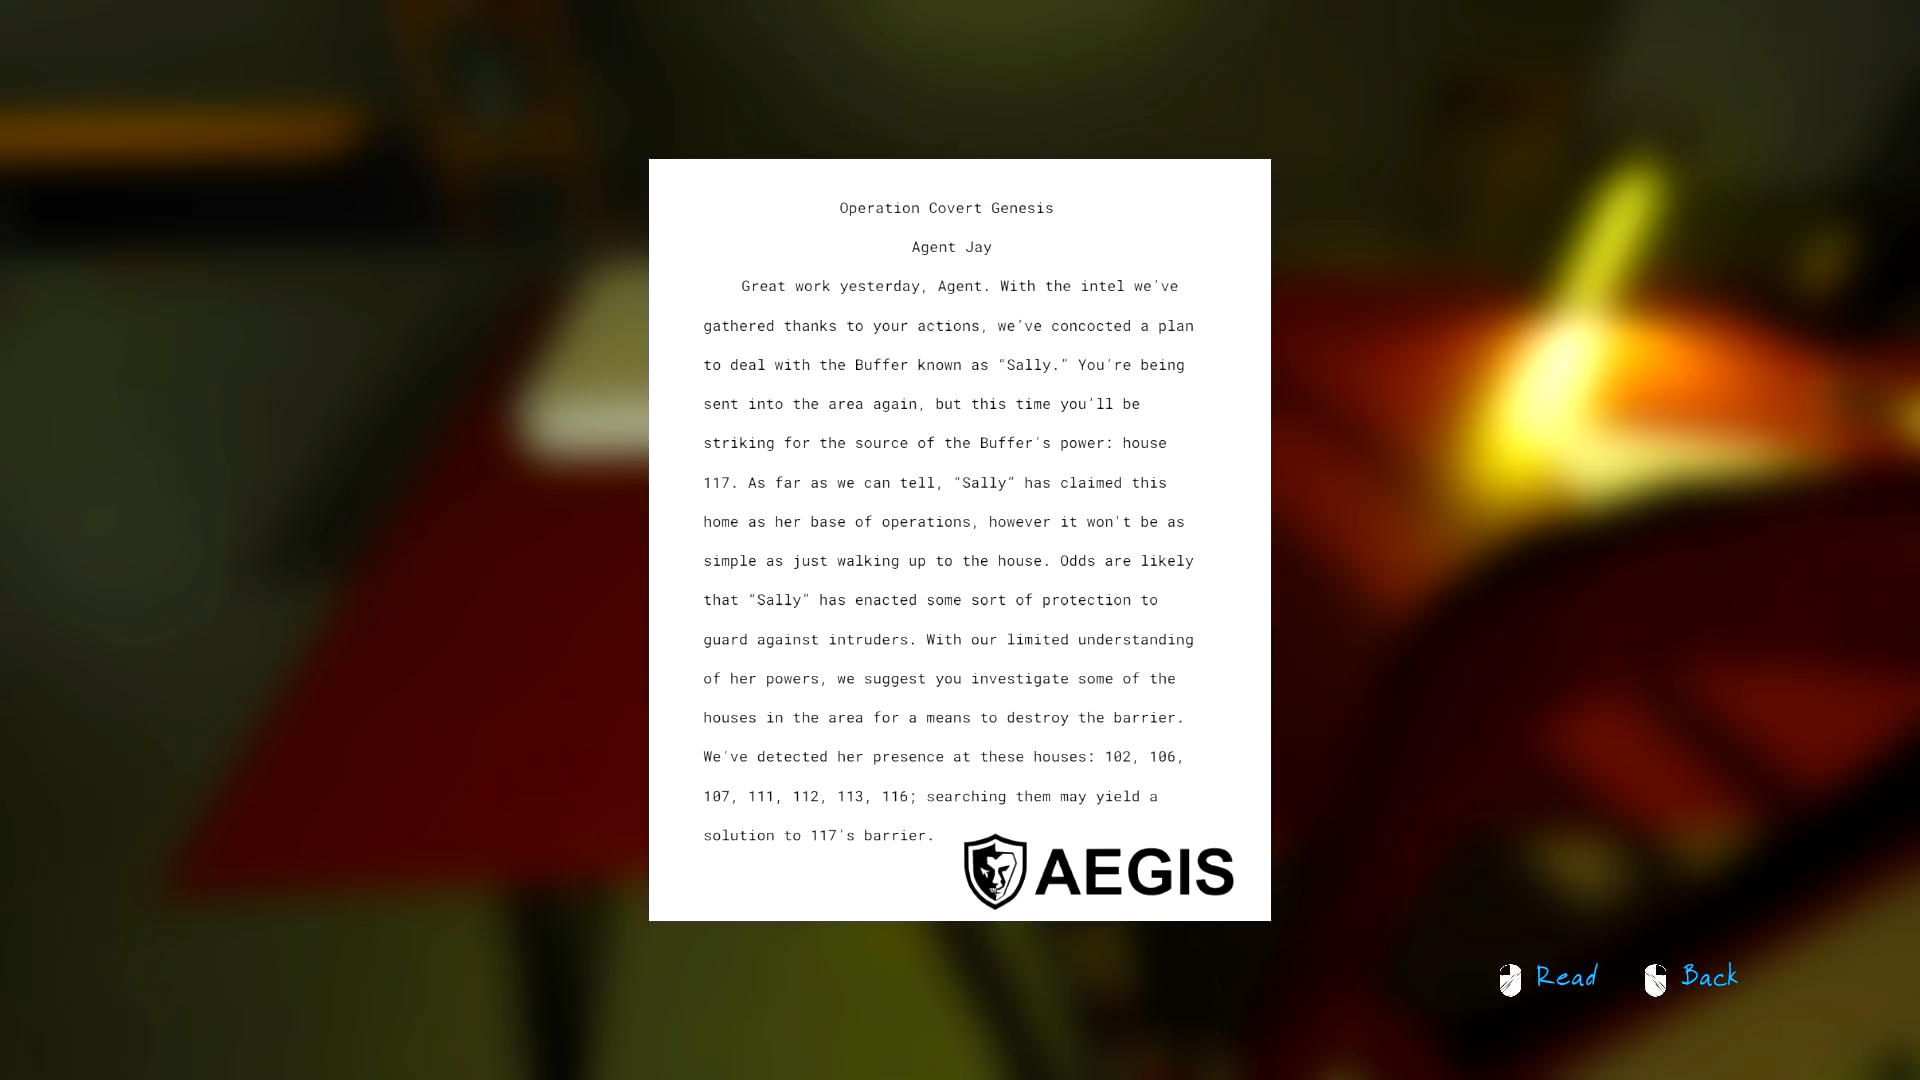 Operation Covert Genesis
Agent Jay
Great work yesterday, Agent. With the intel we've
gathered thanks to your actions, we've concocted a plan
to deal with the Buffer known as “Sally.” You're being
sent into the area again, but this time you'll be
striking for the source of the Buffer's power: house
117. As far as we can tell, “Sally” has claimed this
home as her base of operations, however it won't be as
simple as just walking up to the house. Odds are likely
that “Sally” has enacted some sort of protection to
guard against intruders. With our limited understanding
of her powers, we suggest you investigate some of the
houses in the area for a means to destroy the barrier.
We've detected her presence at these houses: 102, 106,
107, 111, 112, 113, 116; searching them may yield a
solution to 117's barrier.
AEGIS
Read Back